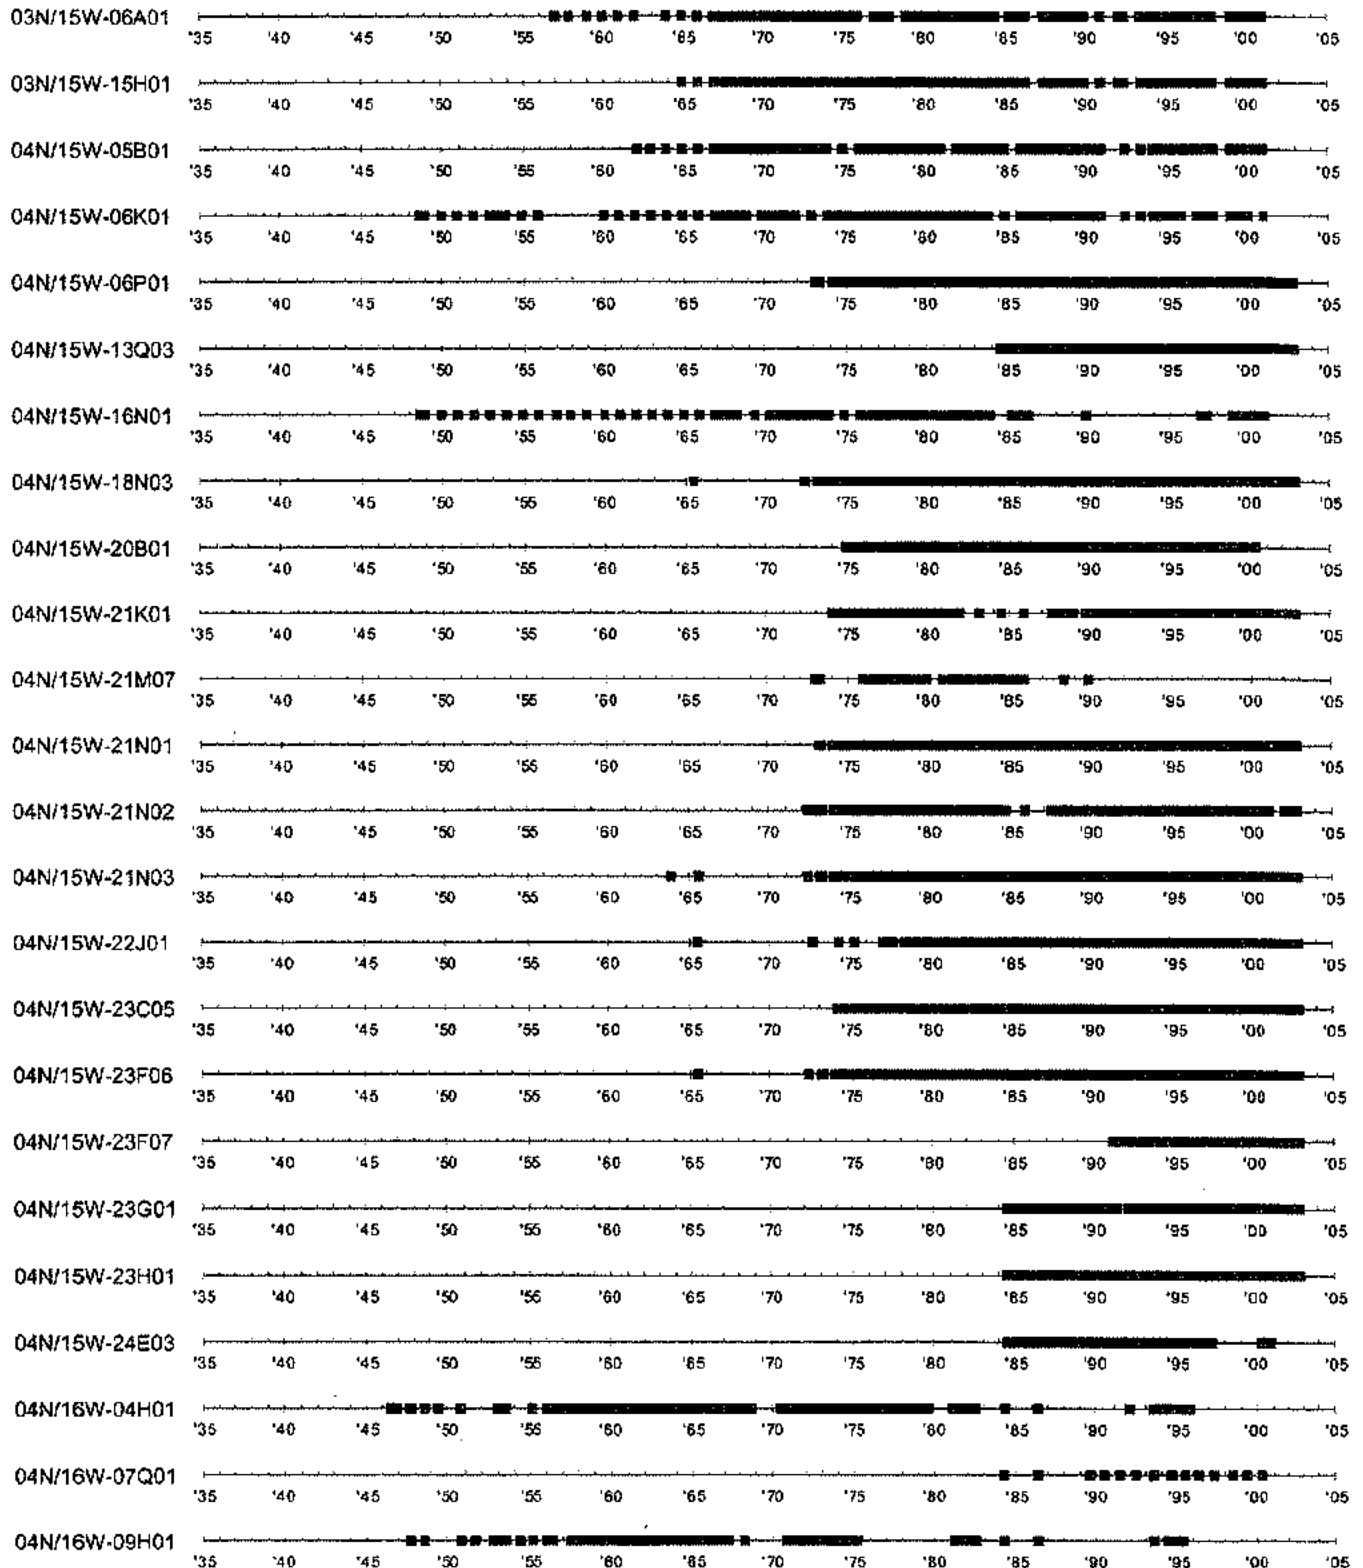 03N/15W-06A01
'35 '40 '45 '50 '55 '60 '65 '70 '75 '80 '85 '90 '95 '00 '05
03N/15W-15H01
'35 '40 '45 '50 '55 '60 '65 '70 '75 '80 '85 '90 '95 '00 '05
04N/15W-05B01
'35 '40 '45 '50 '55 '60 '65 '70 '75 '80 '85 '90 '95 '00 '05
04N/15W-06K01
'35 '40 '45 '50 '55 '60 '65 '70 '75 '80 '85 '90 '95 '00 '05
04N/15W-06P01
'35 '40 '45 '50 '55 '60 '65 '70 '75 '80 '85 '90 '95 '00 '05
04N/15W-13Q03
'35 '40 '45 '50 '55 '60 '65 '70 '75 '80 '85 '90 '95 '00 '05
04N/15W-16N01
'35 '40 '45 '50 '55 '60 '65 '70 '75 '80 '85 '90 '95 '00 '05
04N/15W-18N03
'35 '40 '45 '50 '55 '60 '65 '70 '75 '80 '85 '90 '95 '00 '05
04N/15W-20B01
'35 '40 '45 '50 '55 '60 '65 '70 '75 '80 '85 '90 '95 '00 '05
04N/15W-21K01
'35 '40 '45 '50 '55 '60 '65 '70 '75 '80 '85 '90 '95 '00 '05
04N/15W-21M07
'35 '40 '45 '50 '55 '60 '65 '70 '75 '80 '85 '90 '95 '00 '05
04N/15W-21N01
'35 '40 '45 '50 '55 '60 '65 '70 '75 '80 '85 '90 '95 '00 '05
04N/15W-21N02
'35 '40 '45 '50 '55 '60 '65 '70 '75 '80 '85 '90 '95 '00 '05
04N/15W-21N03
'35 '40 '45 '50 '55 '60 '65 '70 '75 '80 '85 '90 '95 '00 '05
04N/15W-22J01
'35 '40 '45 '50 '55 '60 '65 '70 '75 '80 '85 '90 '95 '00 '05
04N/15W-23C05
'35 '40 '45 '50 '55 '60 '65 '70 '75 '80 '85 '90 '95 '00 '05
04N/15W-23F06
'35 '40 '45 '50 '55 '60 '65 '70 '75 '80 '85 '90 '95 '00 '05
04N/15W-23F07
'35 '40 '45 '50 '55 '60 '65 '70 '75 '80 '85 '90 '95 '00 '05
04N/15W-23G01
'35 '40 '45 '50 '55 '60 '65 '70 '75 '80 '85 '90 '95 '00 '05
04N/15W-23H01
'35 '40 '45 '50 '55 '60 '65 '70 '75 '80 '85 '90 '95 '00 '05
04N/15W-24E03
'35 '40 '45 '50 '55 '60 '65 '70 '75 '80 '85 '90 '95 '00 '05
04N/16W-04H01
'35 '40 '45 '50 '55 '60 '65 '70 '75 '80 '85 '90 '95 '00 '05
04N/16W-07Q01
'35 '40 '45 '50 '55 '60 '65 '70 '75 '80 '85 '90 '95 '00 '05
04N/16W-09H01
'35 '40 '45 '50 '55 '60 '65 '70 '75 '80 '85 '90 '95 '00 '05